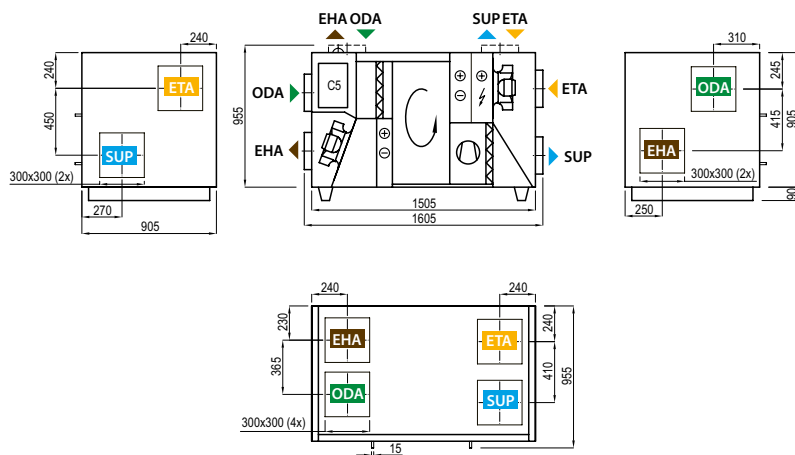 EHA ODA
SUP ETA
240
240
ETA
450
SUP
300x300 (2x)
270
905
955
ODA
EHA
C5
ETA
SUP
1505
1605
310
245
ODA
415
905
EHA
300x300 (2x)
250
90
240
240
230
EHA
365
ODA
300x300 (4x)
15
ETA
240
410
SUP
955